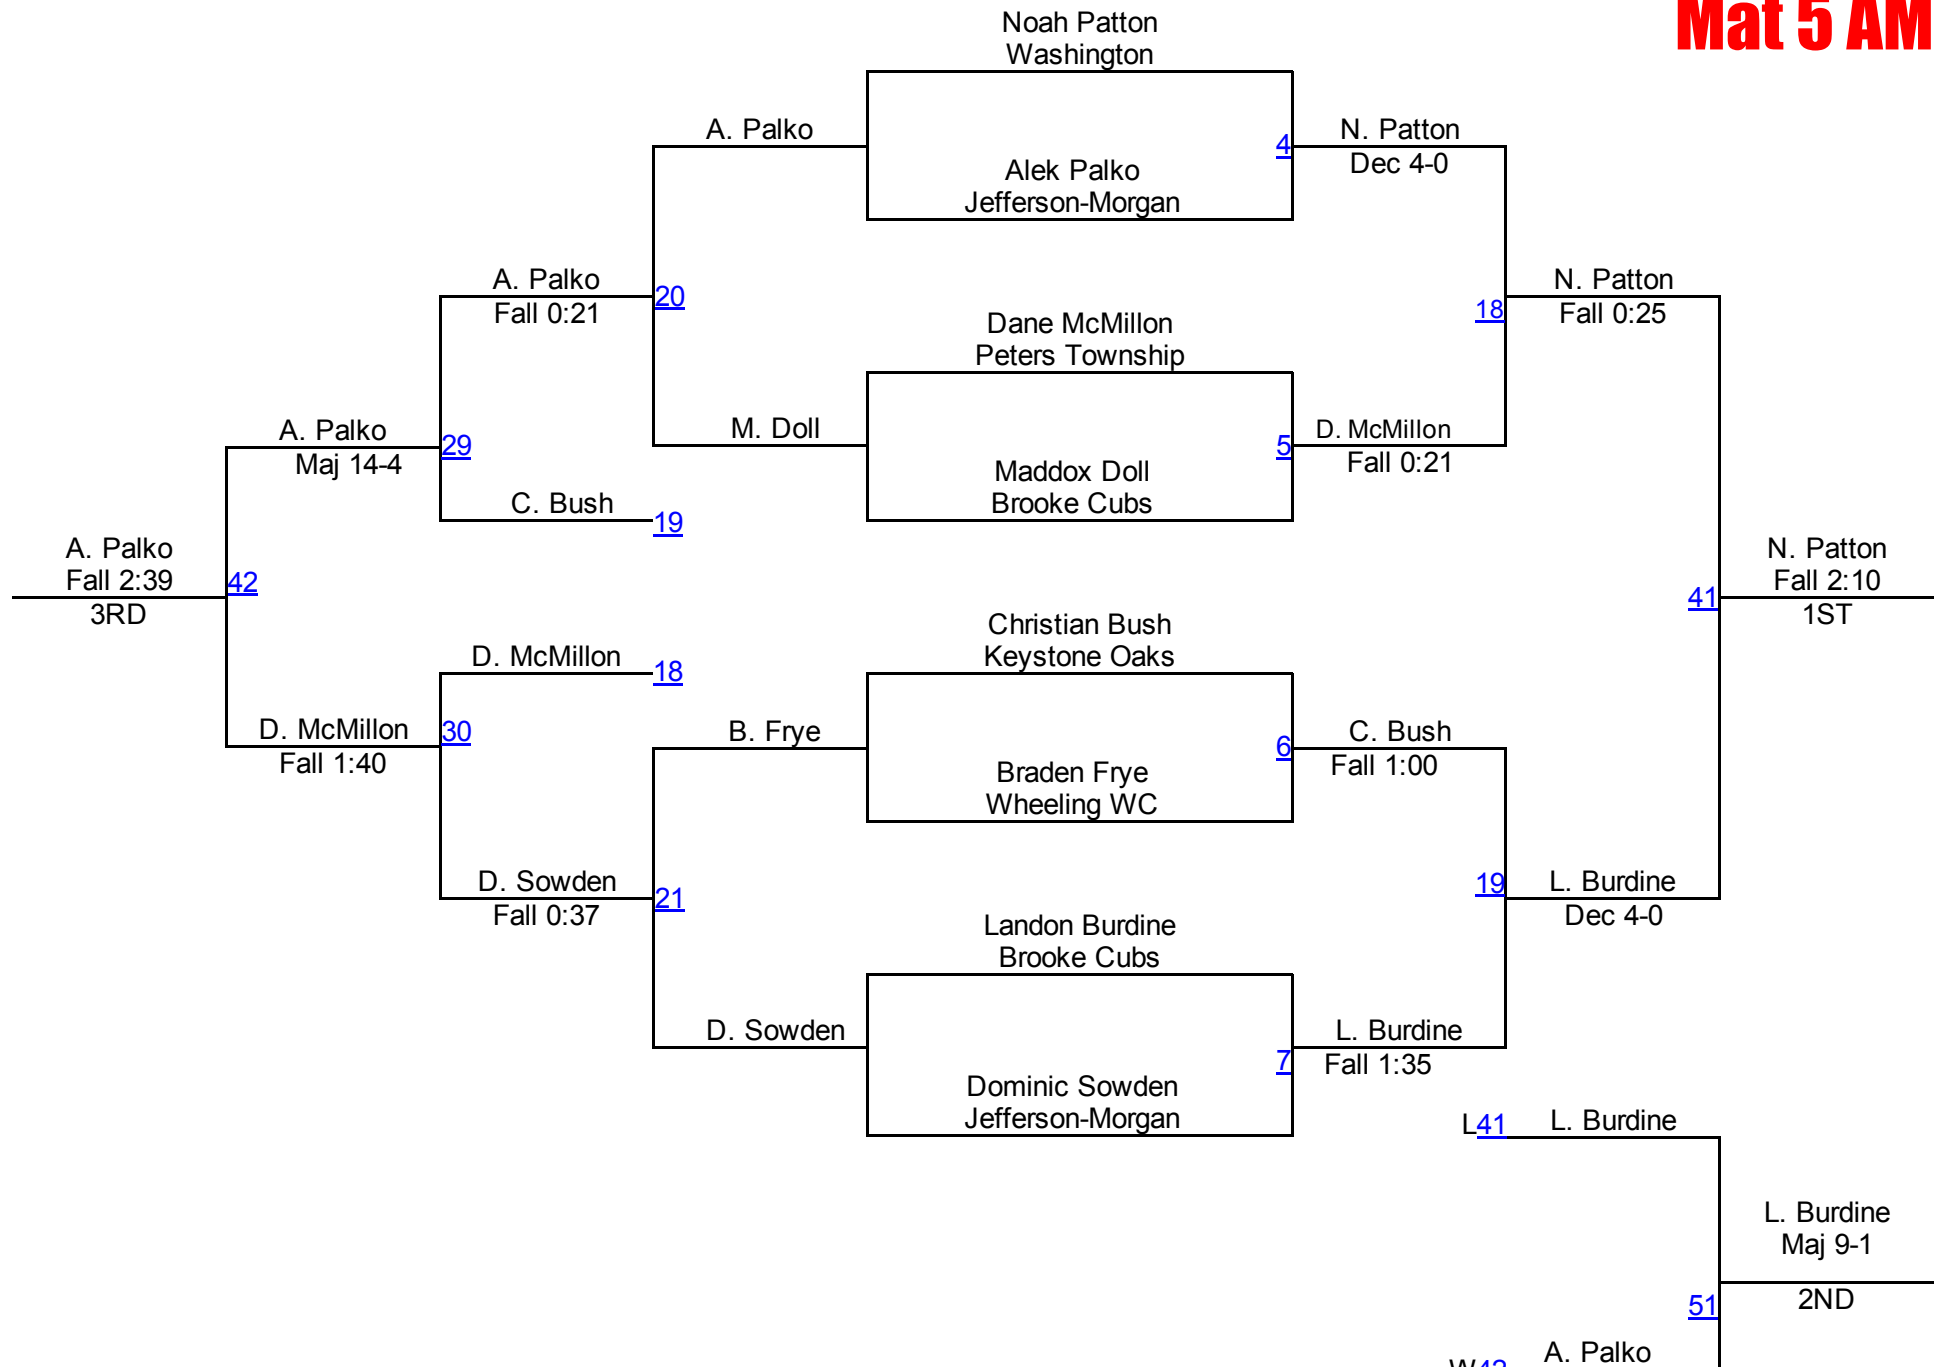 Mat 5 AM
Noah Patton
Washington
A. Palko
4
N. Patton
Dec 4-0
Alek Palko
Jefferson-Morgan
A. Palko
Fall 0:21
20
N. Patton
Fall 0:25
18
Dane McMillon
Peters Township
A. Palko
Maj 14-4
29
M. Doll
5
D. McMillon
Fall 0:21
Maddox Doll
Brooke Cubs
C. Bush
19
A. Palko
Fall 2:39
3RD
42
N. Patton
Fall 2:10
1ST
41
Christian Bush
Keystone Oaks
D. McMillon
18
D. McMillon
Fall 1:40
30
B. Frye
6
C. Bush
Fall 1:00
Braden Frye
Wheeling WC
D. Sowden
Fall 0:37
21
19
L. Burdine
Dec 4-0
Landon Burdine
Brooke Cubs
D. Sowden
7
L. Burdine
Fall 1:35
Dominic Sowden
Jefferson-Morgan
L41
L. Burdine
L. Burdine
Maj 9-1
2ND
51
W42
A. Palko